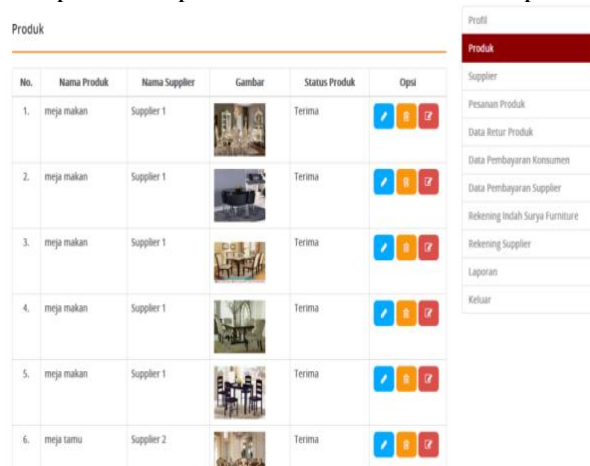 Produk
No. Nama Produk Nama Supplier Gambar Status Produk Opsi
1. meja makan Supplier 1 Terima
2. meja makan Supplier 1 Terima
3. meja makan Supplier 1 Terima
4. meja makan Supplier 1 Terima
5. meja makan Supplier 1 Terima
6. meja tamu Supplier 2 Terima
Profil
Produk
Supplier
Pesanan Produk
Data Retur Produk
Data Pembayaran Konsumen
Data Pembayaran Supplier
Rekening Indah Surya Furniture
Rekening Supplier
Laporan
Keluar